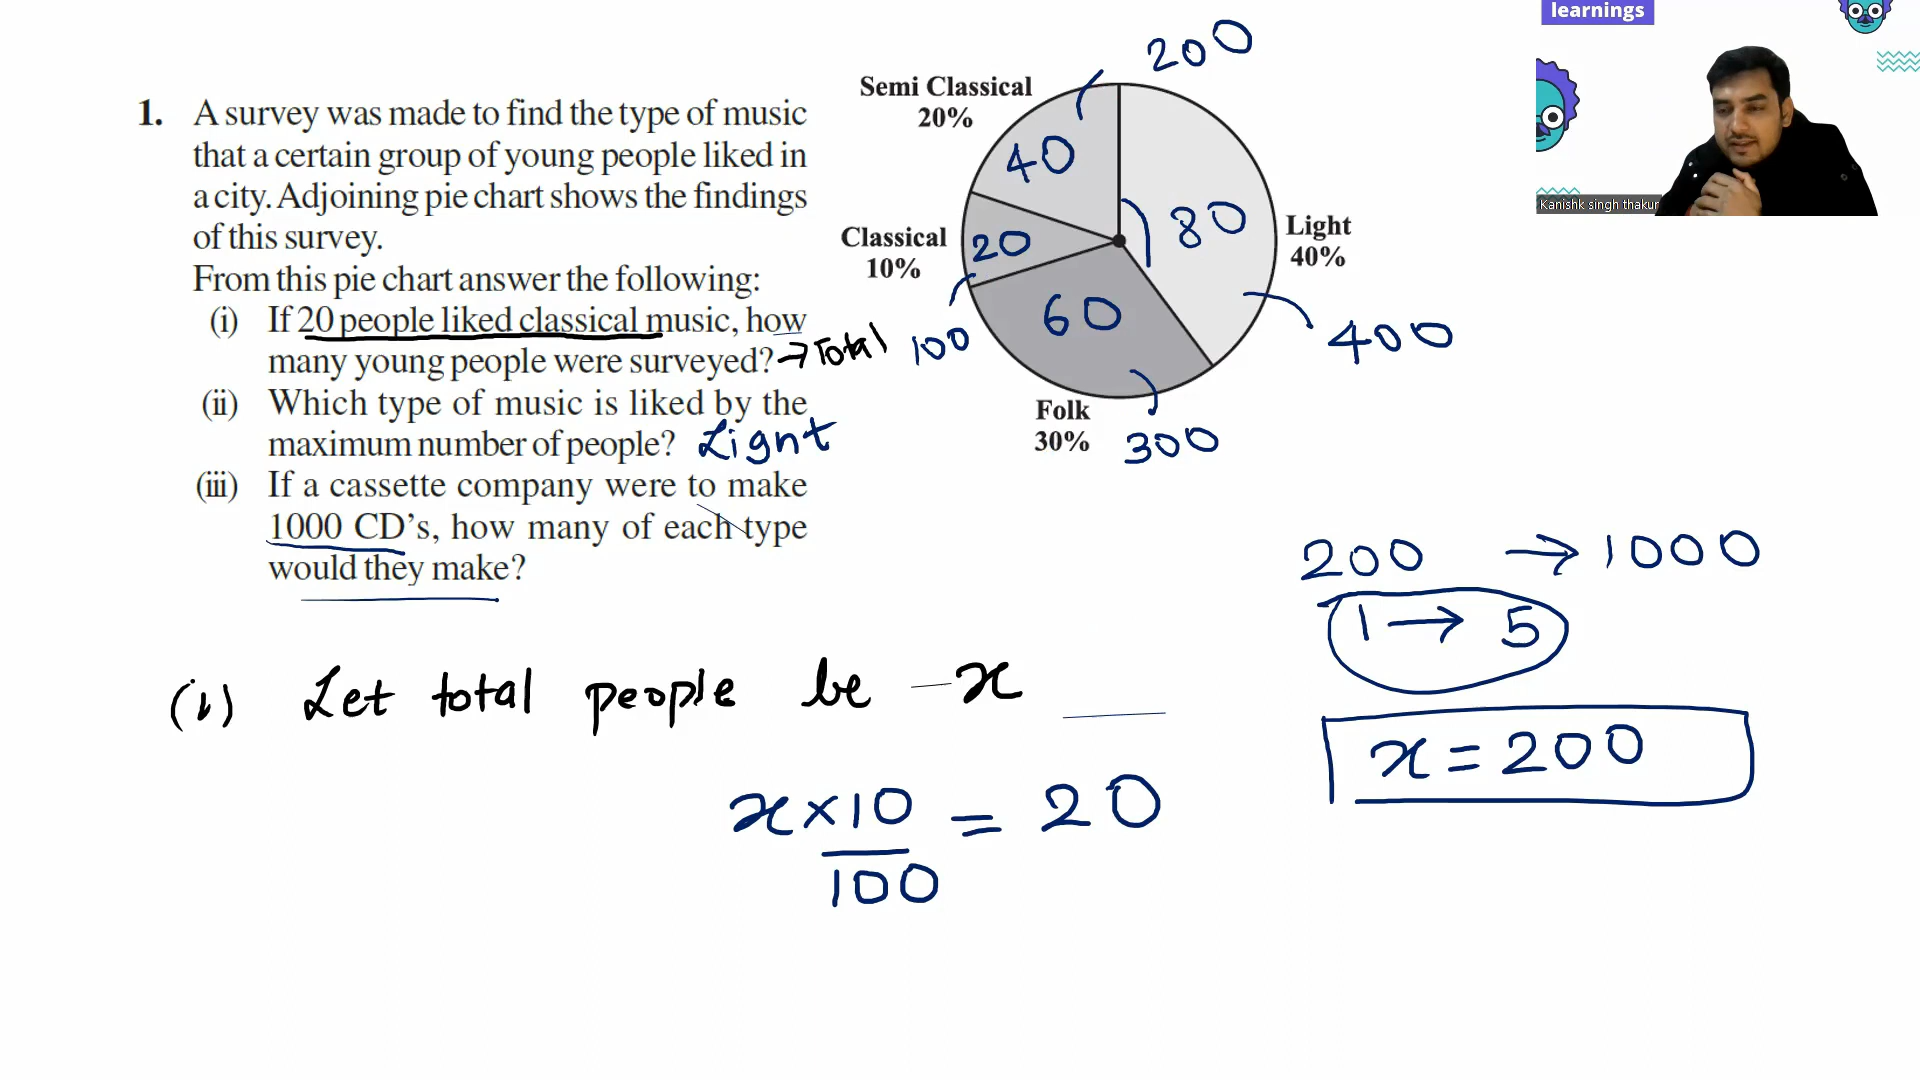 learnings
Kanishk singh thakur
1. A survey was made to find the type of music
that a certain group of young people liked in
a city. Adjoining pie chart shows the findings
of this survey.
From this pie chart answer the following:
(i) If 20 people liked classical music, how
many young people were surveyed? → Total
(ii) Which type of music is liked by the
maximum number of people? Light
(iii) If a cassette company were to make
1000 CD's, how many of each type
would they make?
Semi Classical
20%
200
40
Classical
10%
20
100
Light
40%
80
400
Folk
30%
60
300
200 → 1000
1 → 5
x = 200
(i) Let total people be x
x × 10 = 20
100